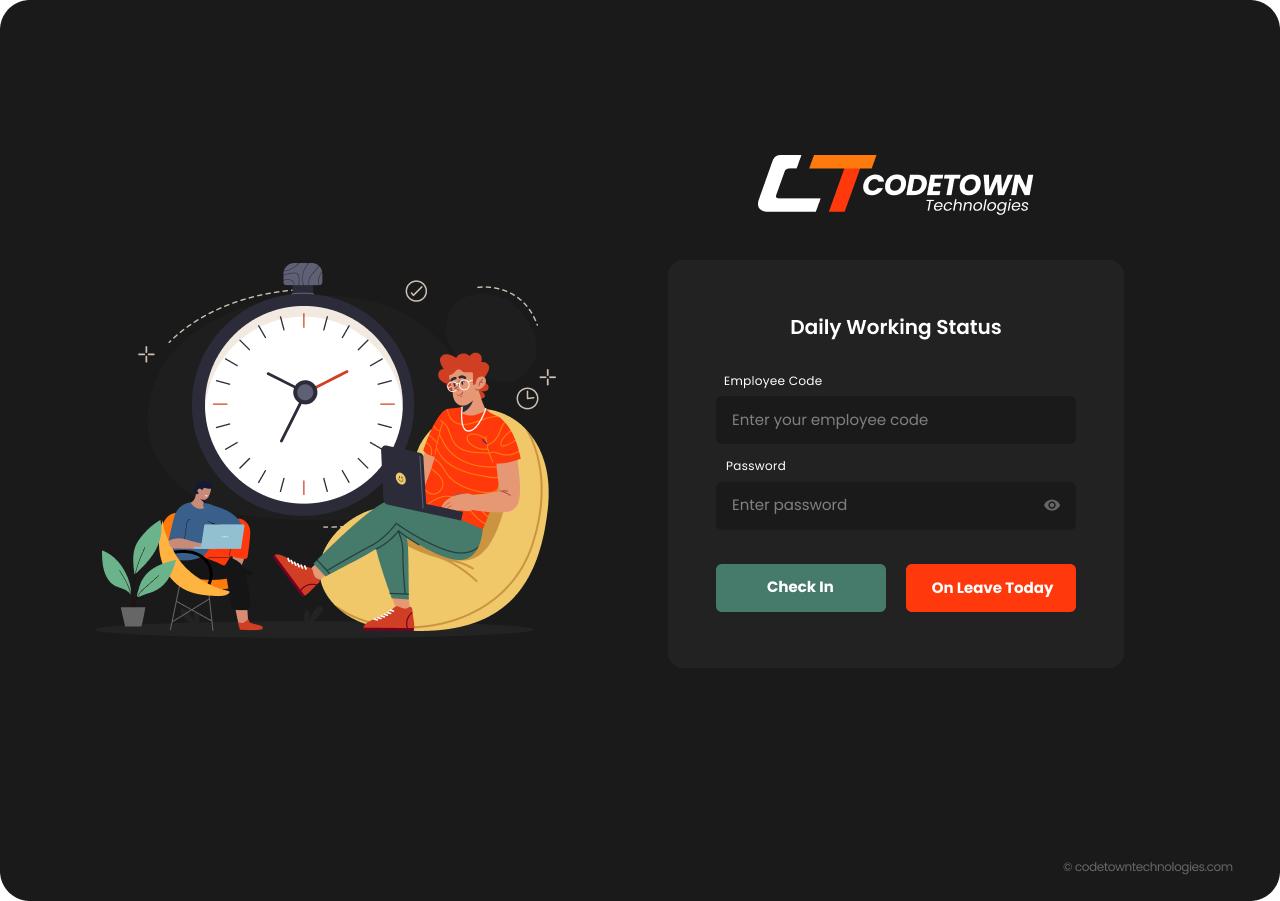 CT CODETOWN
Technologies
Daily Working Status
Employee Code
Enter your employee code
Password
Enter password
Check In
On Leave Today
© codetowntechnologies.com